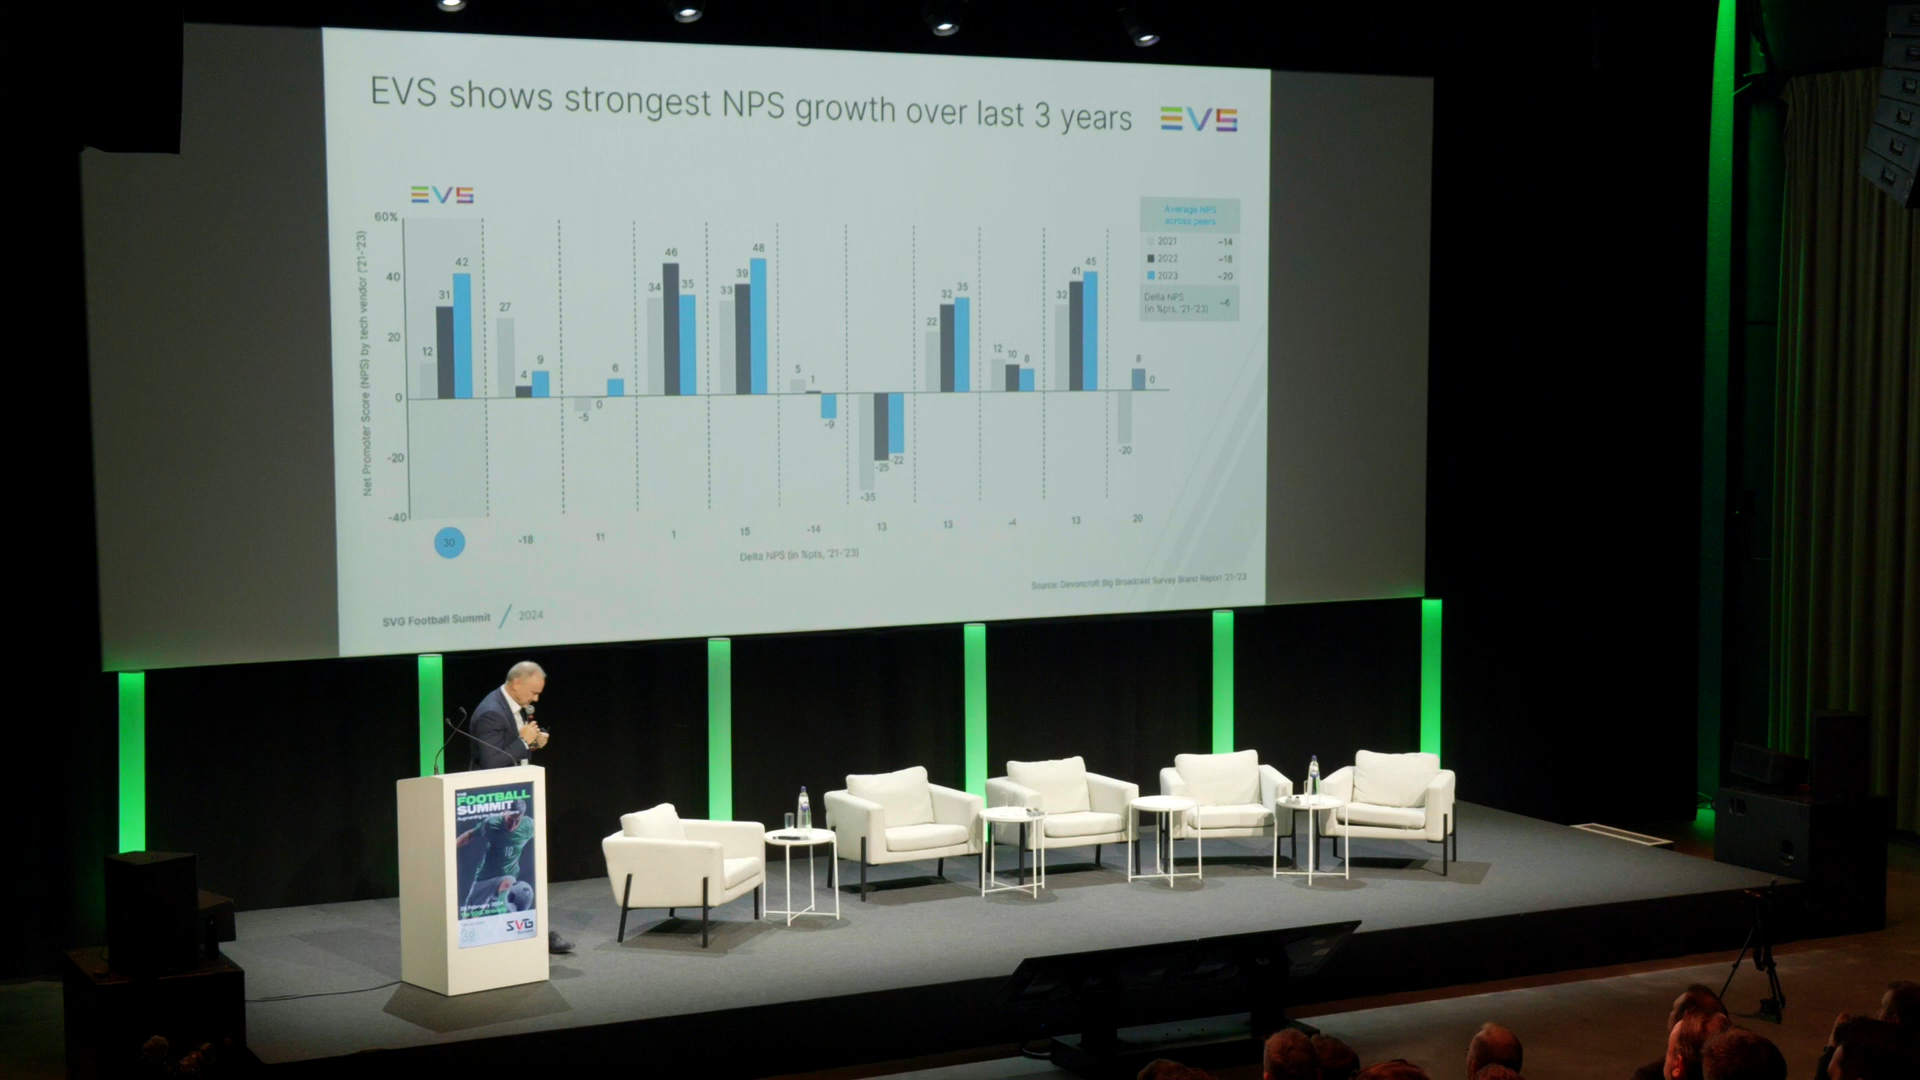 EVS shows strongest NPS growth over last 3 years
EVS
EVS
Net Promoter Score (NPS) by tech vendor ('21-'23)
60%
40
20
0
-20
-40
12
31
42
27
4
9
-5
0
6
34
46
35
33
39
48
5
1
-9
-35
-25
-22
22
32
35
12
10
8
32
41
45
-20
8
0
Average NPS
across peers
2021 ~14
2022 ~18
2023 ~20
Delta NPS
(in %pts, '21-'23) ~6
30 -18 11 1 15 -14 13 13 -4 13 20
Delta NPS (in %pts, '21-'23)
Source: Devoncroft Big Broadcast Survey Brand Report '21-'23
SVG Football Summit / 2024
THE
FOOTBALL
SUMMIT
10
SVG